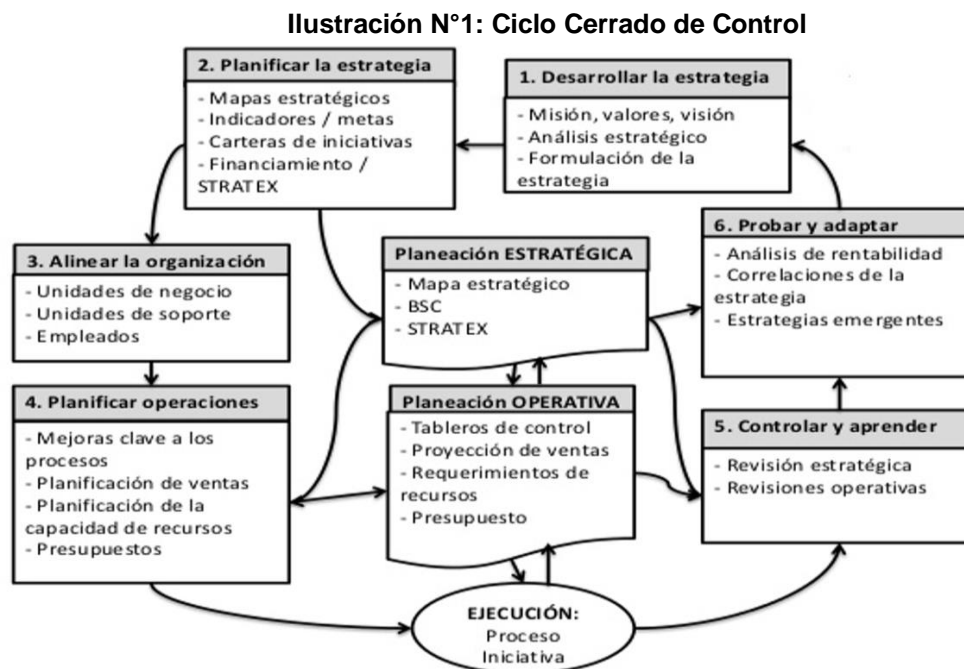 Ilustración N°1: Ciclo Cerrado de Control
2. Planificar la estrategia
- Mapas estratégicos
- Indicadores / metas
- Carteras de iniciativas
- Financiamiento /
STRATEX
1. Desarrollar la estrategia
- Misión, valores, visión
- Análisis estratégico
- Formulación de la
estrategia
3. Alinear la organización
- Unidades de negocio
- Unidades de soporte
- Empleados
Planeación ESTRATÉGICA
- Mapa estratégico
- BSC
- STRATEX
6. Probar y adaptar
- Análisis de rentabilidad
- Correlaciones de la
estrategia
- Estrategias emergentes
4. Planificar operaciones
- Mejoras clave a los
procesos
- Planificación de ventas
- Planificación de la
capacidad de recursos
- Presupuestos
Planeación OPERATIVA
- Tableros de control
- Proyección de ventas
- Requerimientos de
recursos
- Presupuesto
5. Controlar y aprender
- Revisión estratégica
- Revisiones operativas
EJECUCIÓN:
Proceso
Iniciativa